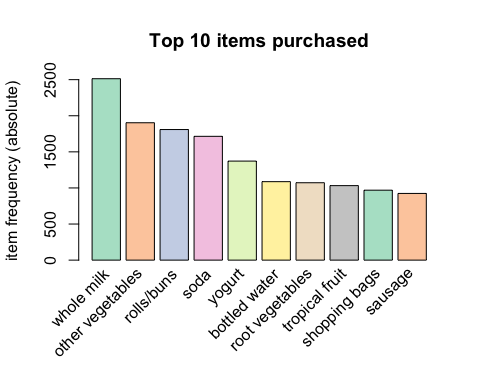 Top 10 items purchased
item frequency (absolute)
2500
1500
500
0
whole milk
other vegetables
rolls/buns
soda
yogurt
bottled water
root vegetables
tropical fruit
shopping bags
sausage